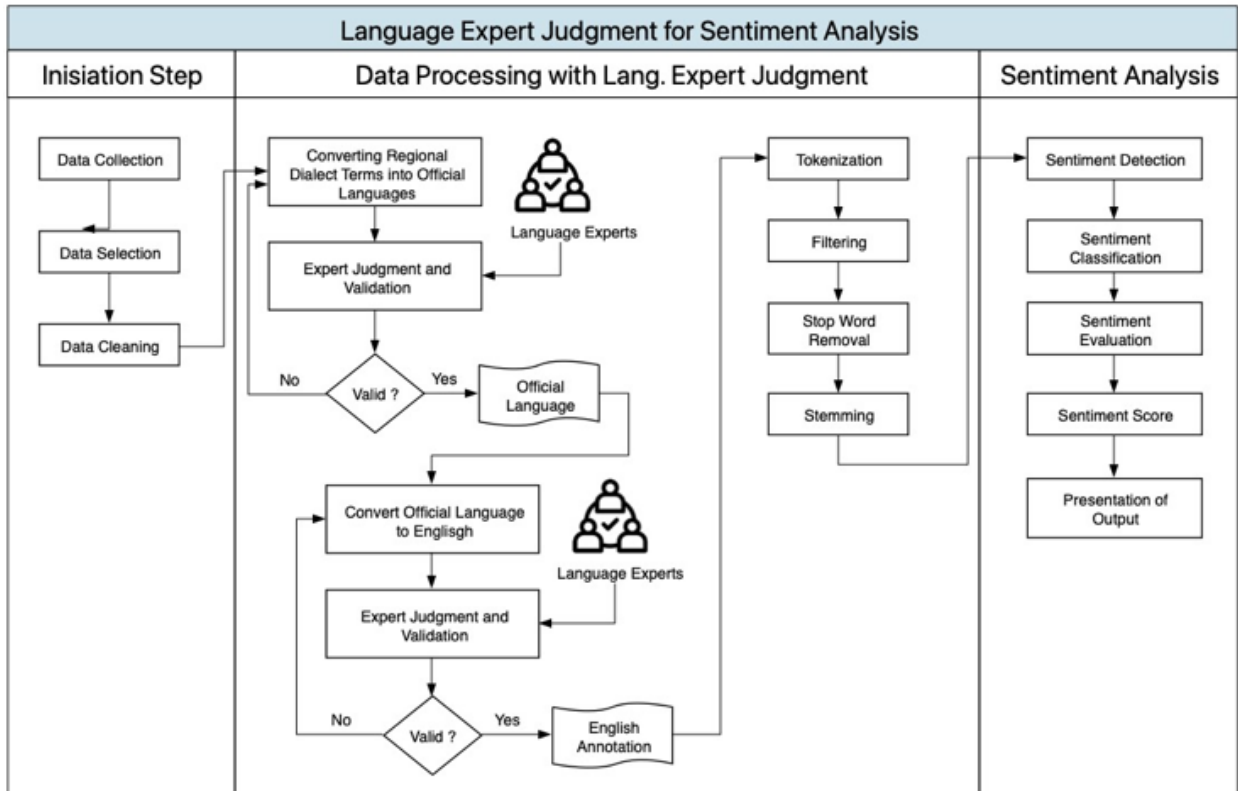 Language Expert Judgment for Sentiment Analysis
Inisiation Step
Data Processing with Lang. Expert Judgment
Sentiment Analysis
Data Collection
Data Selection
Data Cleaning
Converting Regional
Dialect Terms into Official
Languages
Language Experts
Expert Judgment and
Validation
Valid ?
No
Yes
Official
Language
Convert Official Language
to Englisgh
Language Experts
Expert Judgment and
Validation
Valid ?
No
Yes
English
Annotation
Tokenization
Filtering
Stop Word
Removal
Stemming
Sentiment Detection
Sentiment
Classification
Sentiment
Evaluation
Sentiment Score
Presentation of
Output